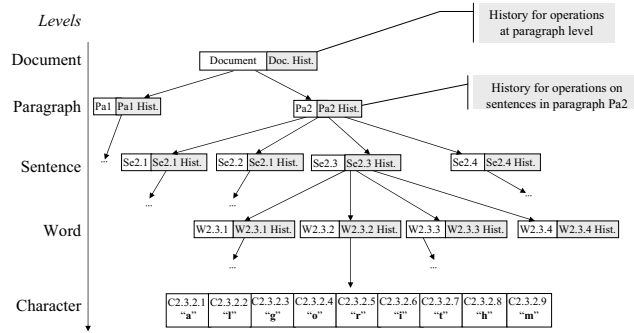 Levels
History for operations
at paragraph level
Document
Document Doc. Hist.
History for operations on
sentences in paragraph Pa2
Paragraph
Pa1 Pa1 Hist. Pa2 Pa2 Hist.
...
Sentence
Se2.1 Se2.1 Hist. Se2.2 Se2.1 Hist. Se2.3 Se2.3 Hist. Se2.4 Se2.4 Hist.
... ... ...
Word
W2.3.1 W2.3.1 Hist. W2.3.2 W2.3.2 Hist. W2.3.3 W2.3.3 Hist. W2.3.4 W2.3.4 Hist.
... ...
Character
C2.3.2.1 C2.3.2.2 C2.3.2.3 C2.3.2.4 C2.3.2.5 C2.3.2.6 C2.3.2.7 C2.3.2.8 C2.3.2.9
“a” “l” “g” “o” “r” “i” “t” “h” “m”